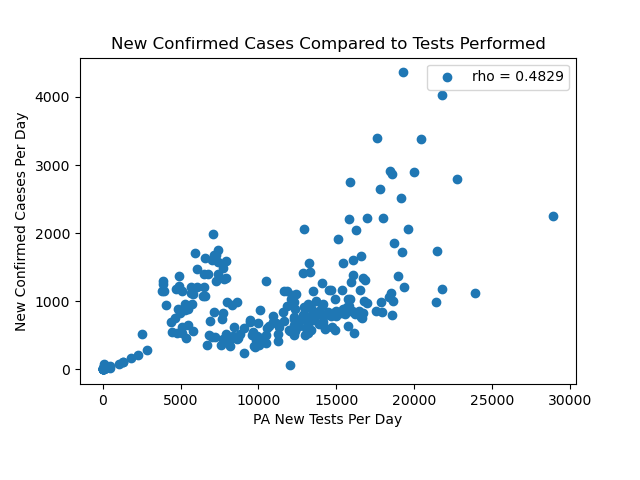 New Confirmed Cases Compared to Tests Performed
rho = 0.4829
New Confirmed Caeses Per Day
4000
3000
2000
1000
0
0 5000 10000 15000 20000 25000 30000
PA New Tests Per Day